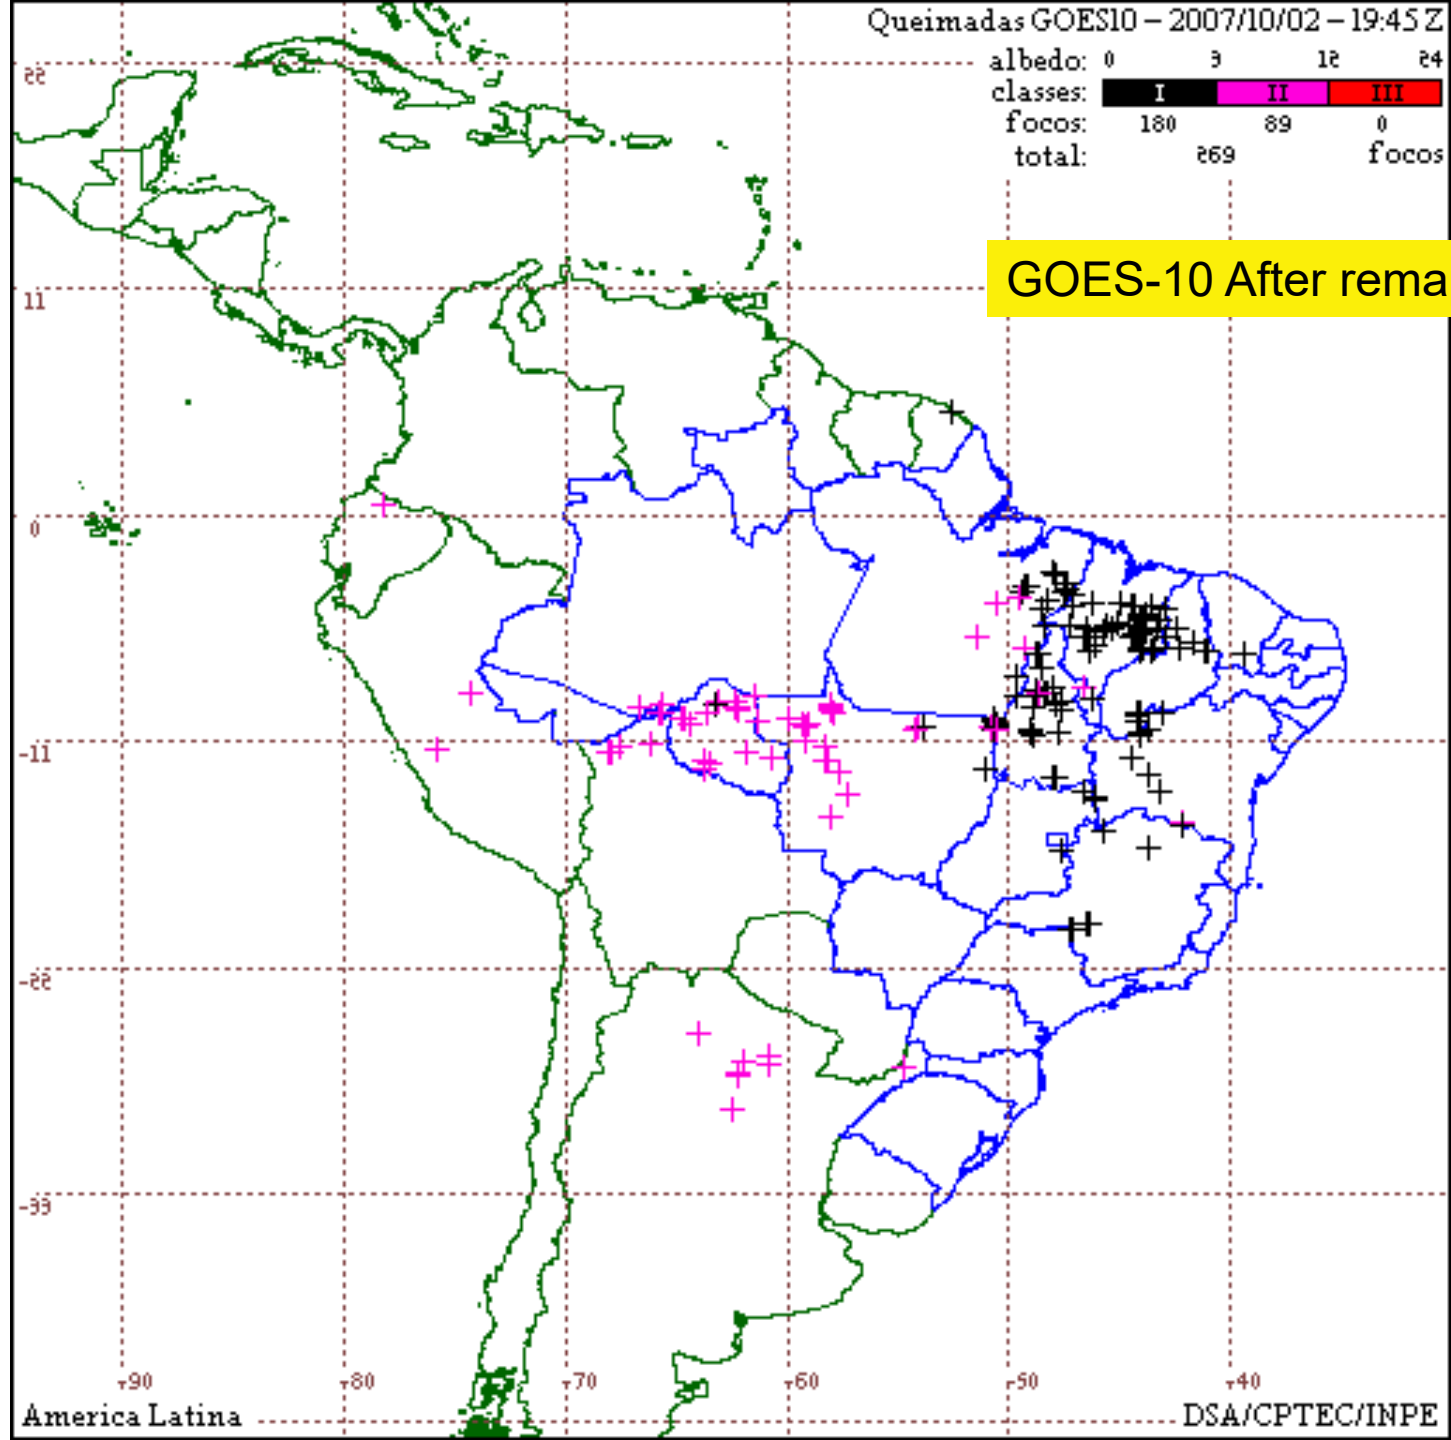 Queimadas GOES10 – 2007/10/02 – 19:45 Z
albedo: 0 9 12 24
classes: I II III
focos: 180 89 0
total: 269 focos
22
GOES-10 After rema
11
0
-11
-22
-33
-90 -80 -70 -60 -50 -40
America Latina
DSA/CPTEC/INPE